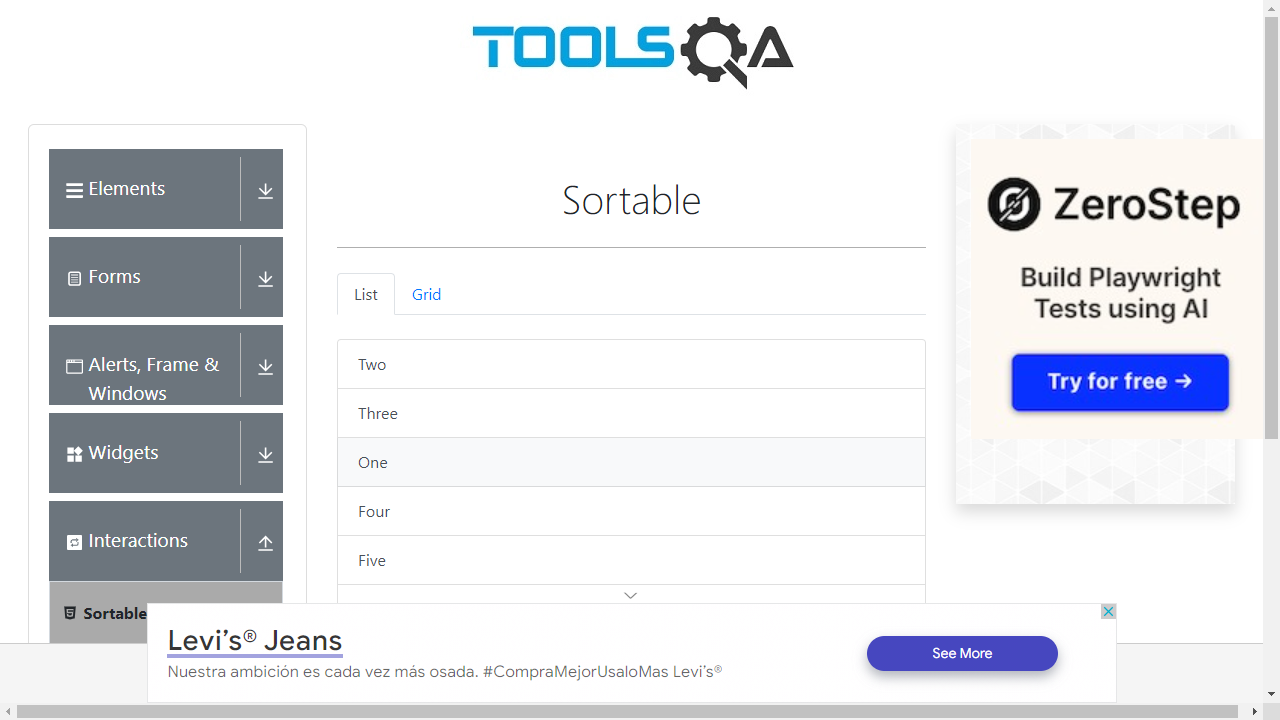 TOOLSQA
Elements
Forms
Alerts, Frame &
Windows
Widgets
Interactions
Sortable
Sortable
List
Grid
Two
Three
One
Four
Five
ZeroStep
Build Playwright
Tests using AI
Try for free →
Levi's® Jeans
Nuestra ambición es cada vez más osada. #CompraMejorUsaloMas Levi's®
See More